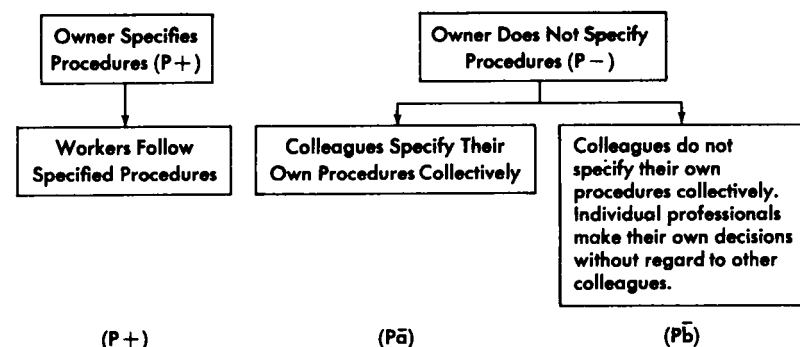 Owner Specifies
Procedures (P+)
Owner Does Not Specify
Procedures (P−)
Workers Follow
Specified Procedures
Colleagues Specify Their
Own Procedures Collectively
Colleagues do not
specify their own
procedures collectively.
Individual professionals
make their own decisions
without regard to other
colleagues.
(P+)
(Pā)
(Pb̄)